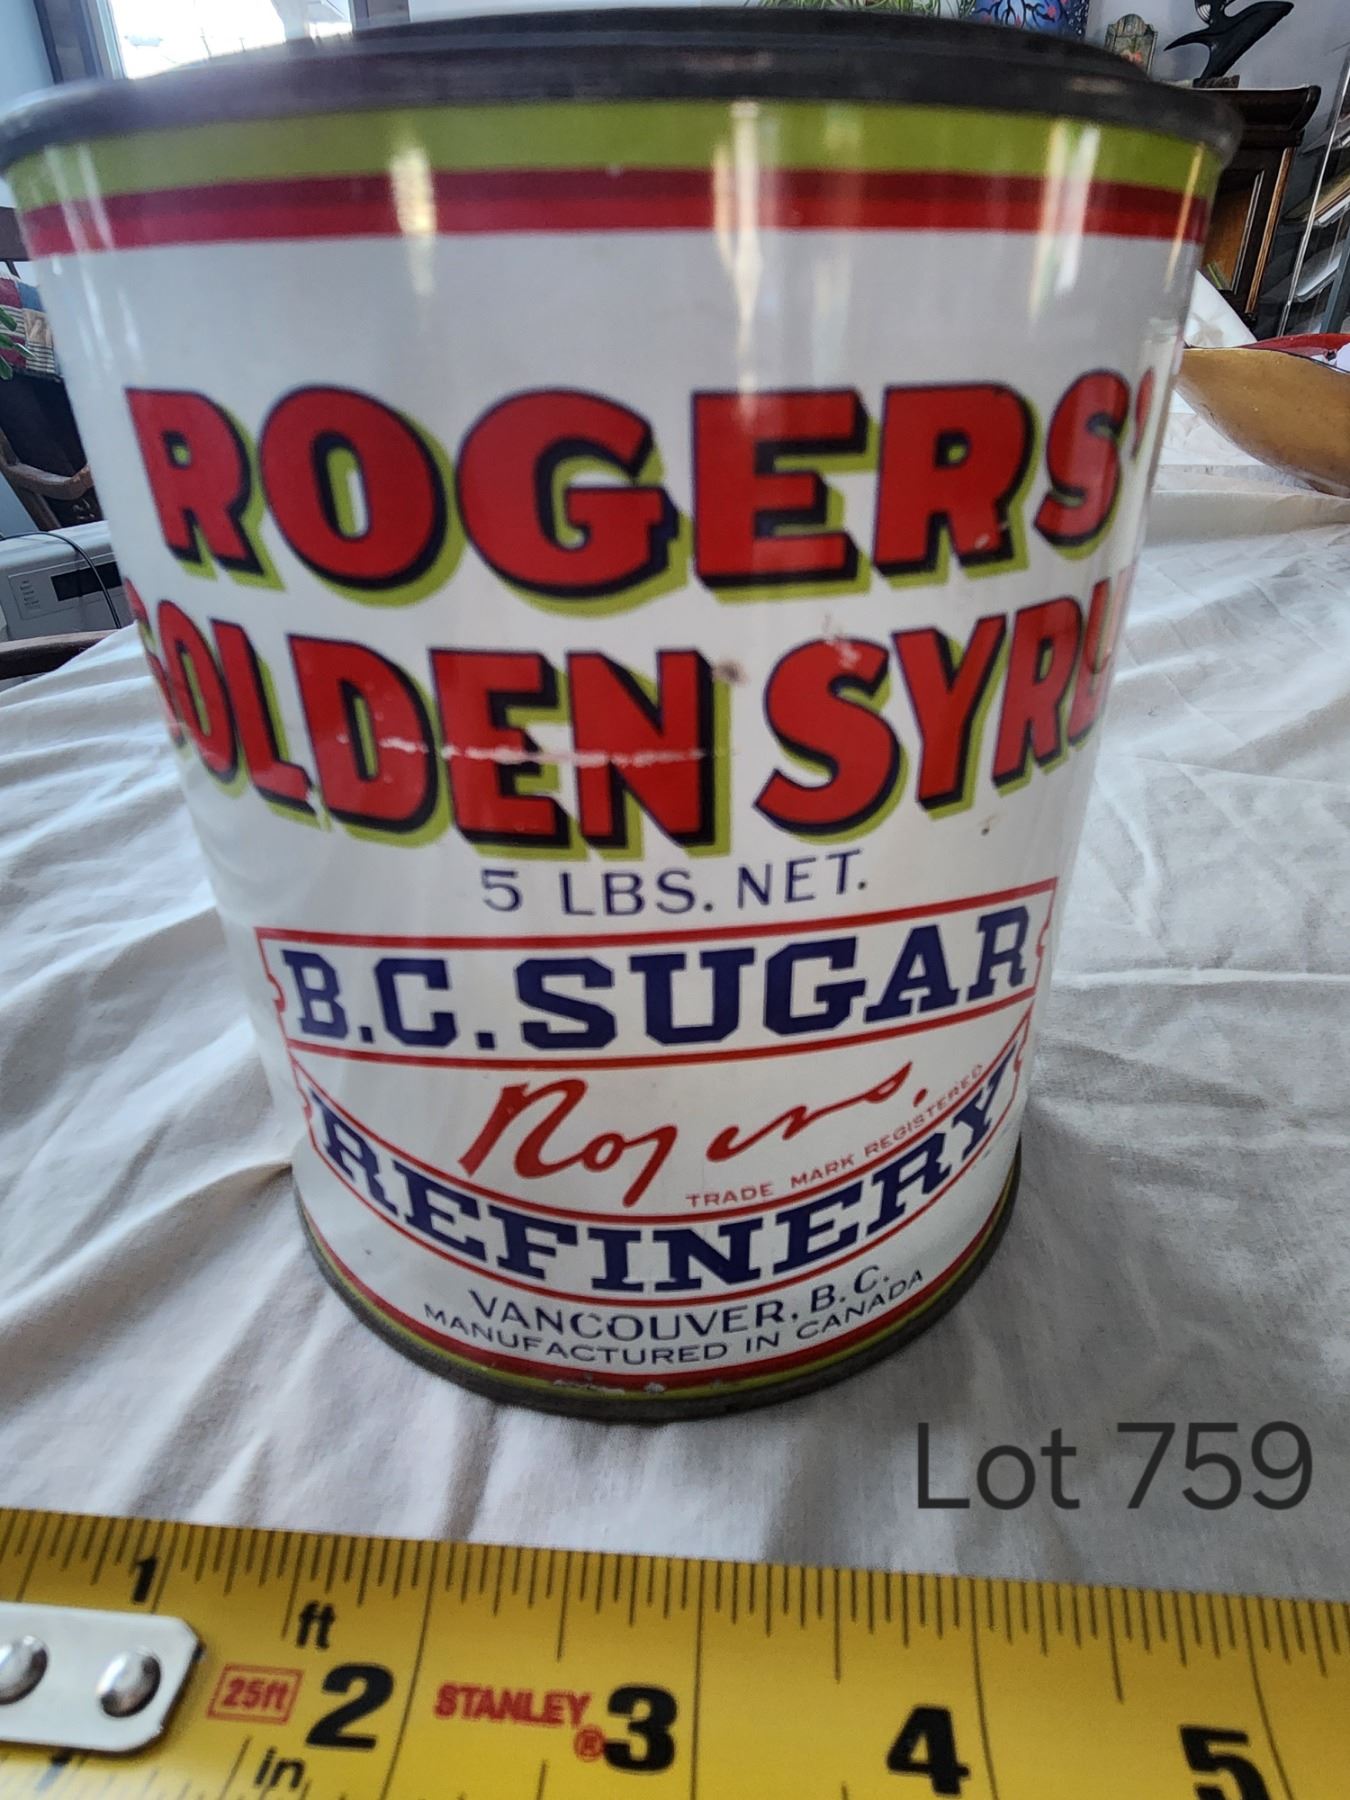 ROGERS'
GOLDEN SYRU
5 LBS. NET.
B.C. SUGAR
Rogers.
TRADE MARK REGISTERED
REFINERY
VANCOUVER, B.C.
MANUFACTURED IN CANADA
Lot 759
1
ft
25ft 2 STANLEY® 3 4 5
in